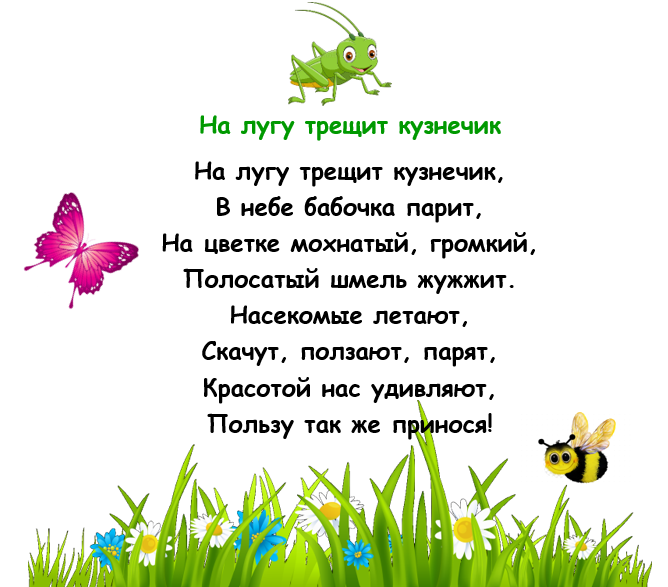 На лугу трещит кузнечик
На лугу трещит кузнечик,
В небе бабочка парит,
На цветке мохнатый, громкий,
Полосатый шмель жужжит.
Насекомые летают,
Скачут, ползают, парят,
Красотой нас удивляют,
Пользу так же принося!